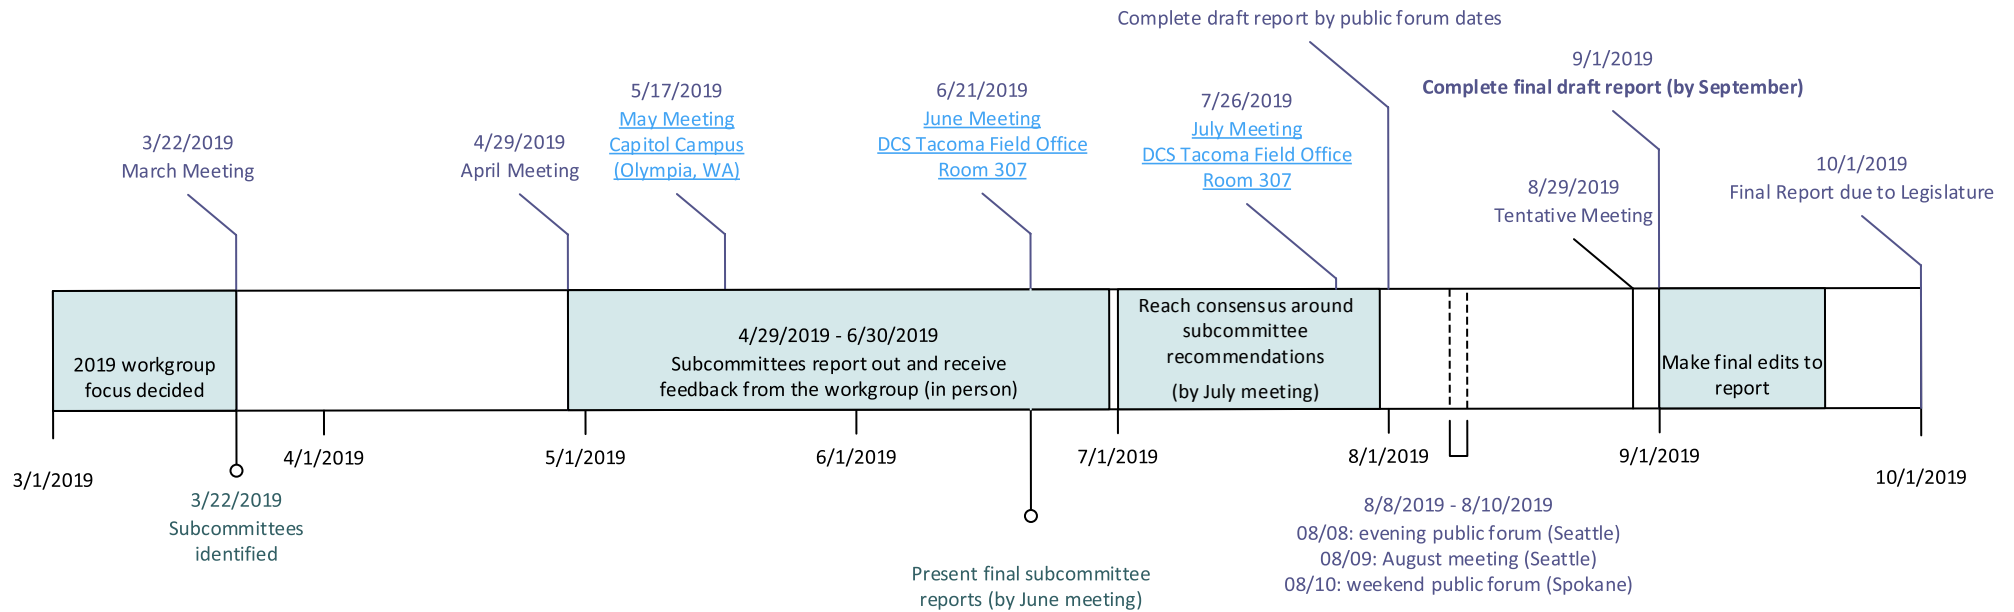 Complete draft report by public forum dates
9/1/2019
Complete final draft report (by September)
5/17/2019
May Meeting
Capitol Campus
(Olympia, WA)
6/21/2019
June Meeting
DCS Tacoma Field Office
Room 307
7/26/2019
July Meeting
DCS Tacoma Field Office
Room 307
3/22/2019
March Meeting
4/29/2019
April Meeting
8/29/2019
Tentative Meeting
10/1/2019
Final Report due to Legislature
2019 workgroup
focus decided
4/29/2019 - 6/30/2019
Subcommittees report out and receive
feedback from the workgroup (in person)
Reach consensus around
subcommittee
recommendations
(by July meeting)
Make final edits to
report
3/1/2019
4/1/2019
5/1/2019
6/1/2019
7/1/2019
8/1/2019
9/1/2019
10/1/2019
3/22/2019
Subcommittees
identified
Present final subcommittee
reports (by June meeting)
8/8/2019 - 8/10/2019
08/08: evening public forum (Seattle)
08/09: August meeting (Seattle)
08/10: weekend public forum (Spokane)